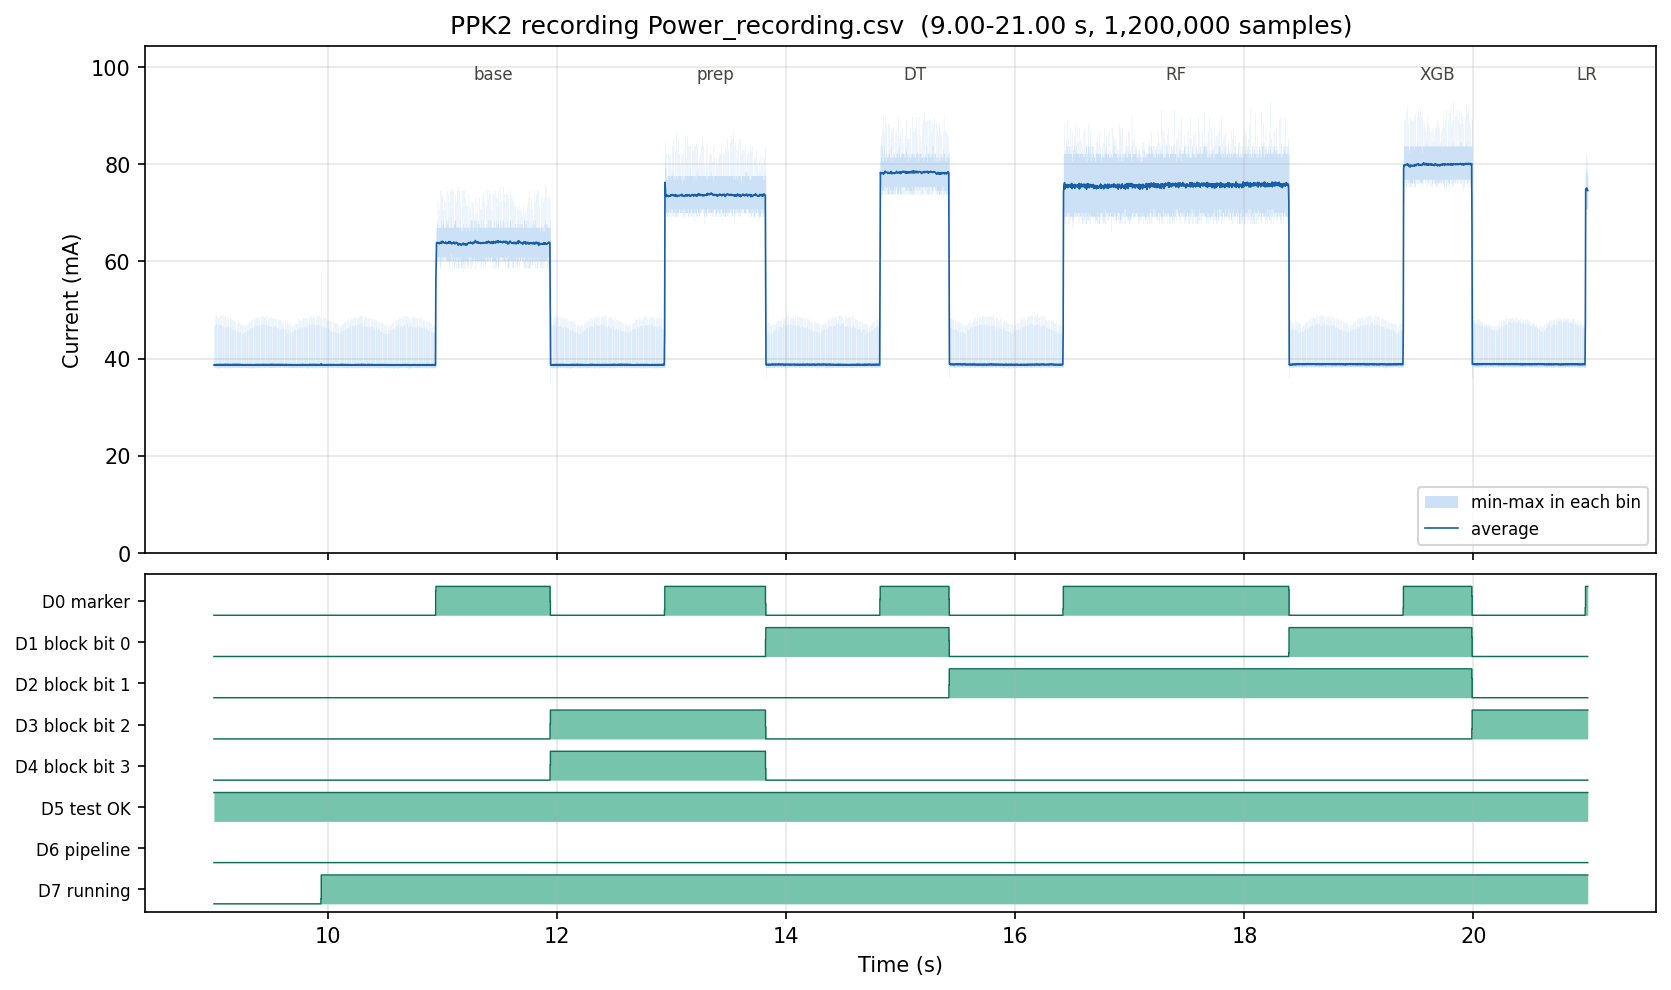 PPK2 recording Power_recording.csv  (9.00-21.00 s, 1,200,000 samples)
base prep DT RF XGB LR
Current (mA)
100
80
60
40
20
0
min-max in each bin
average
D0 marker
D1 block bit 0
D2 block bit 1
D3 block bit 2
D4 block bit 3
D5 test OK
D6 pipeline
D7 running
10 12 14 16 18 20
Time (s)